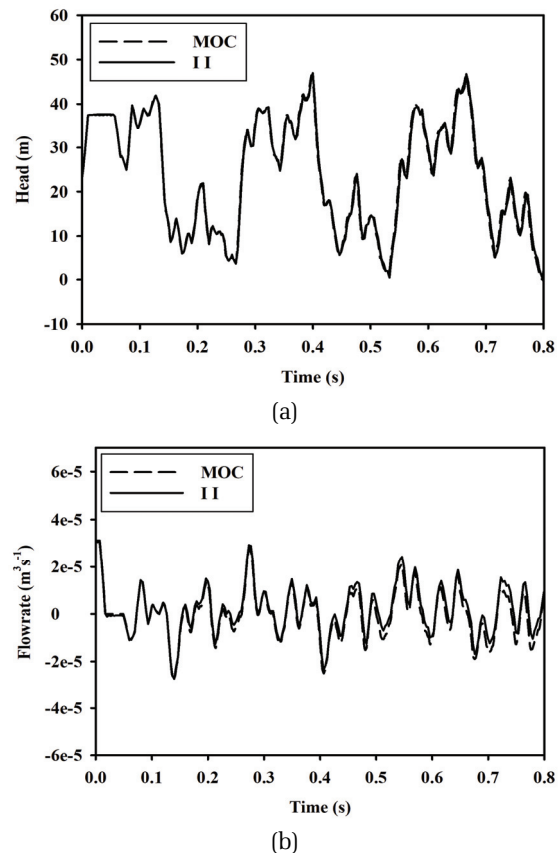 60
50
40
30
20
10
0
-10
Head (m)
MOC
I I
0.0 0.1 0.2 0.3 0.4 0.5 0.6 0.7 0.8
Time (s)
(a)
6e-5
4e-5
2e-5
0
-2e-5
-4e-5
-6e-5
Flowrate (m³s⁻¹)
MOC
I I
0.0 0.1 0.2 0.3 0.4 0.5 0.6 0.7 0.8
Time (s)
(b)